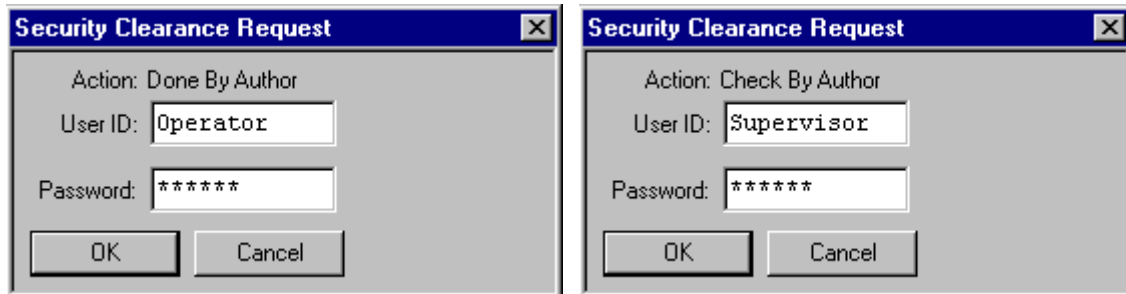 Security Clearance Request
Action: Done By Author
User ID: Operator
Password: ******
OK Cancel
Security Clearance Request
Action: Check By Author
User ID: Supervisor
Password: ******
OK Cancel